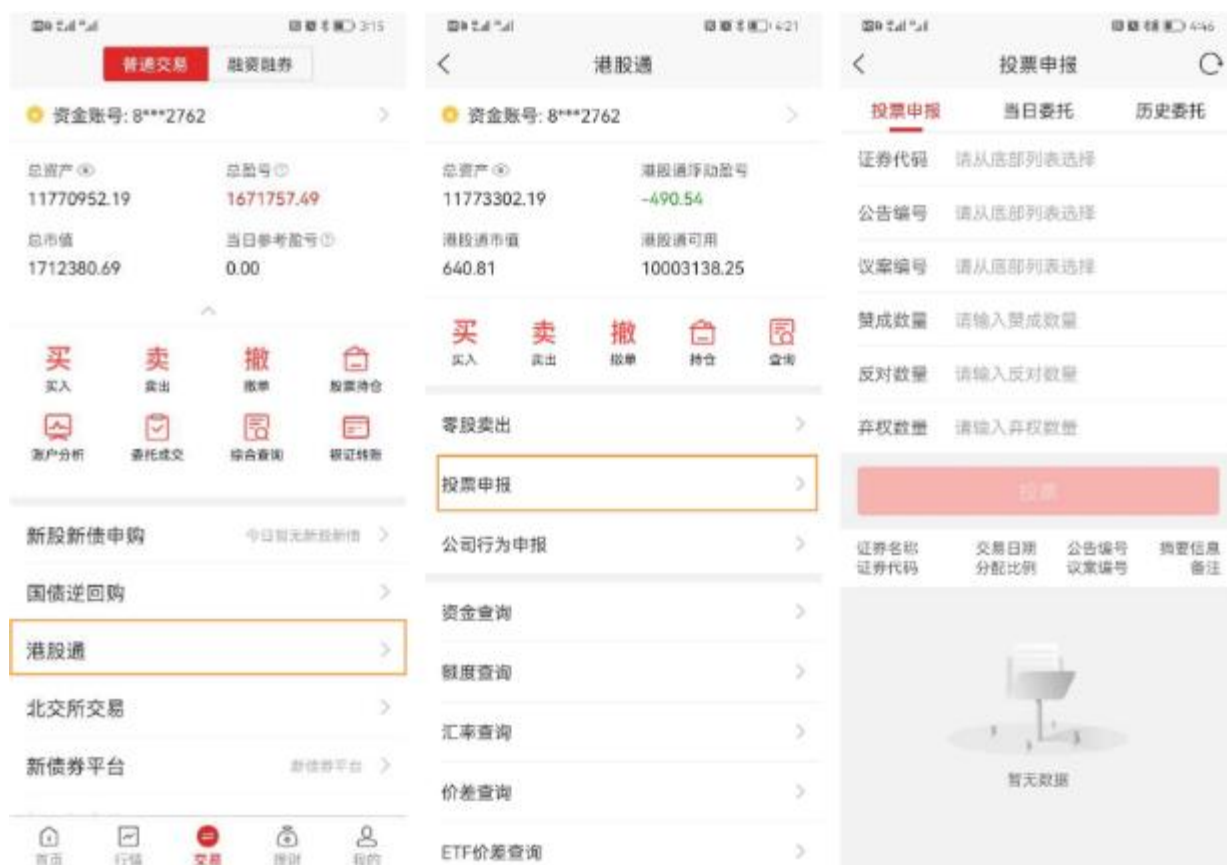 3:15
普通交易
融资融券
资金账号: 8***2762
总资产
总盈亏
11770952.19
1671757.49
总市值
当日参考盈亏
1712380.69
0.00
买
卖
撤
买入
卖出
撤单
股票持仓
账户分析
委托成交
综合查询
银证转账
新股新债申购
今日暂无新股新债
国债逆回购
港股通
北交所交易
新债券平台
新债券平台
首页
行情
交易
理财
我的
4:21
港股通
资金账号: 8***2762
总资产
港股通浮动盈亏
11773302.19
-490.54
港股通市值
港股通可用
640.81
10003138.25
买
卖
撤
买入
卖出
撤单
持仓
查询
零股卖出
投票申报
公司行为申报
资金查询
额度查询
汇率查询
价差查询
ETF价差查询
4:46
投票申报
投票申报
当日委托
历史委托
证券代码 请从底部列表选择
公告编号 请从底部列表选择
议案编号 请从底部列表选择
赞成数量 请输入赞成数量
反对数量 请输入反对数量
弃权数量 请输入弃权数量
投票
证券名称 交易日期 公告编号 摘要信息
证券代码 分配比例 议案编号 备注
暂无数据